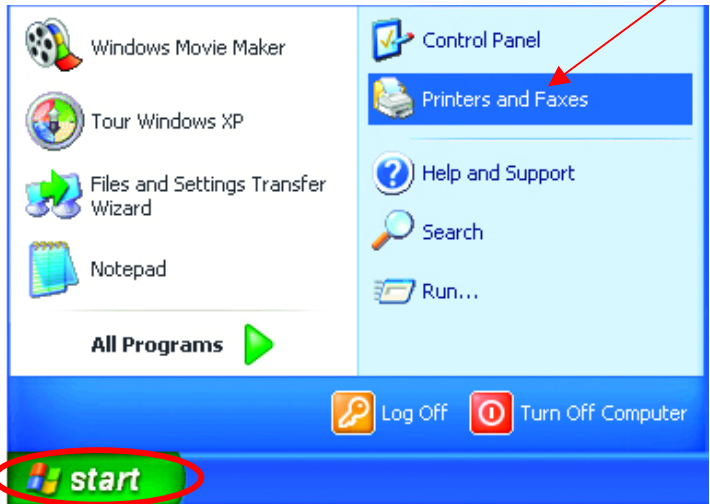 Windows Movie Maker
Tour Windows XP
Files and Settings Transfer
Wizard
Notepad
All Programs
Control Panel
Printers and Faxes
Help and Support
Search
Run...
Log Off
Turn Off Computer
start